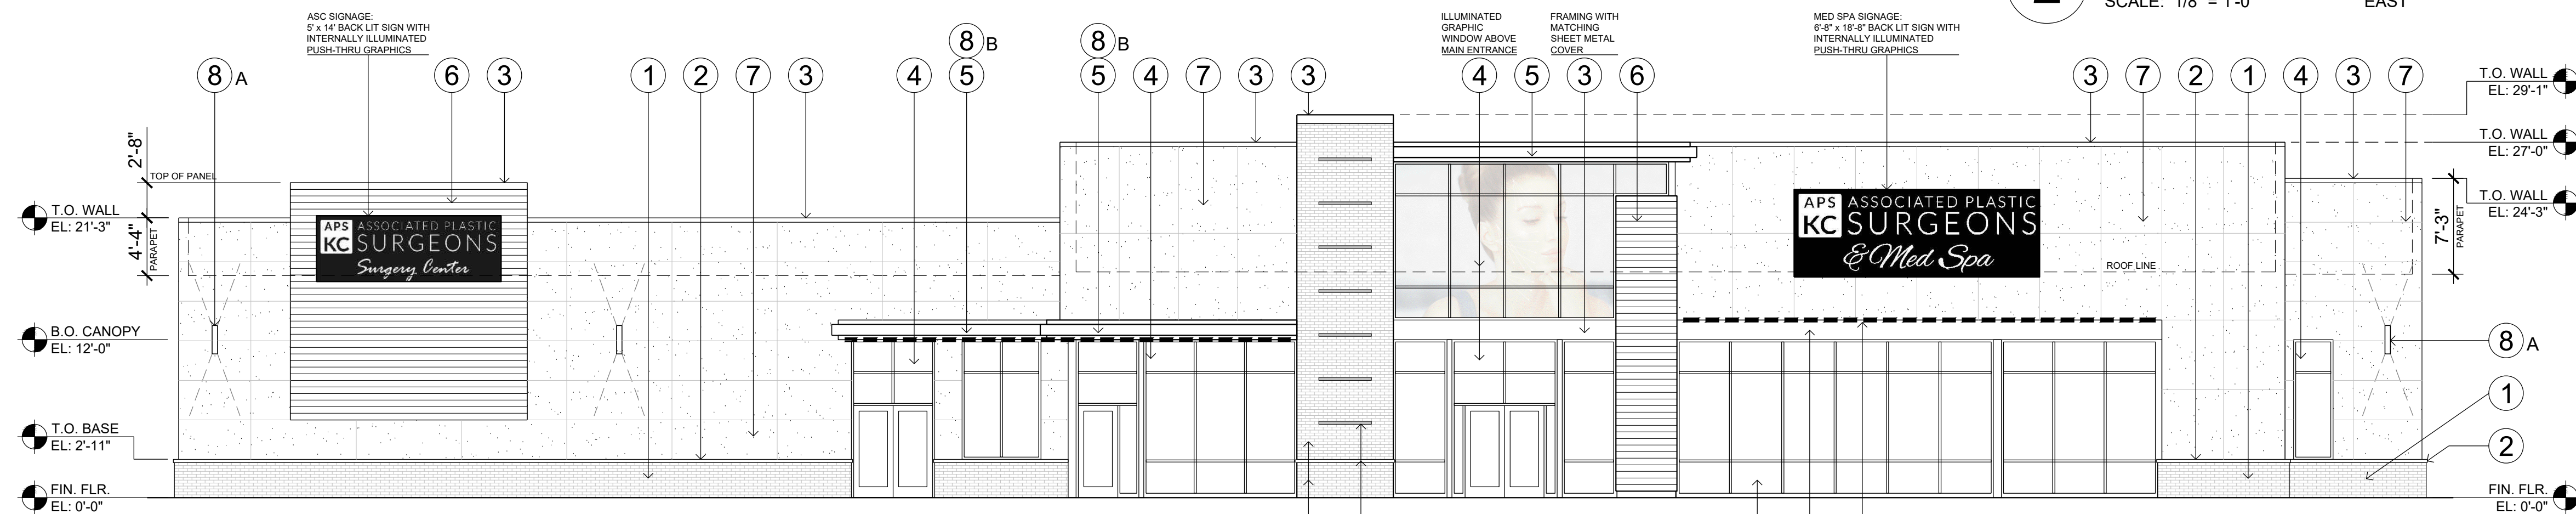 SCALE: 1/8" = 1'-0"
EAST
ASC SIGNAGE:
5' x 14' BACK LIT SIGN WITH
INTERNALLY ILLUMINATED
PUSH-THRU GRAPHICS
ILLUMINATED
GRAPHIC
WINDOW ABOVE
MAIN ENTRANCE
FRAMING WITH
MATCHING
SHEET METAL
COVER
MED SPA SIGNAGE:
6'-8" x 18'-8" BACK LIT SIGN WITH
INTERNALLY ILLUMINATED
PUSH-THRU GRAPHICS
8 B
8 B
8 A
6
3
1
2
7
3
4
5
5
4
7
3
3
4
5
3
6
3
7
2
1
4
3
7
T.O. WALL
EL: 29'-1"
T.O. WALL
EL: 27'-0"
T.O. WALL
EL: 24'-3"
2'-8"
TOP OF PANEL
T.O. WALL
EL: 21'-3"
4'-4"
PARAPET
APS
KC
ASSOCIATED PLASTIC
SURGEONS
Surgery Center
APS
KC
ASSOCIATED PLASTIC
SURGEONS
& Med Spa
ROOF LINE
7'-3"
PARAPET
B.O. CANOPY
EL: 12'-0"
8 A
1
2
T.O. BASE
EL: 2'-11"
FIN. FLR.
EL: 0'-0"
FIN. FLR.
EL: 0'-0"